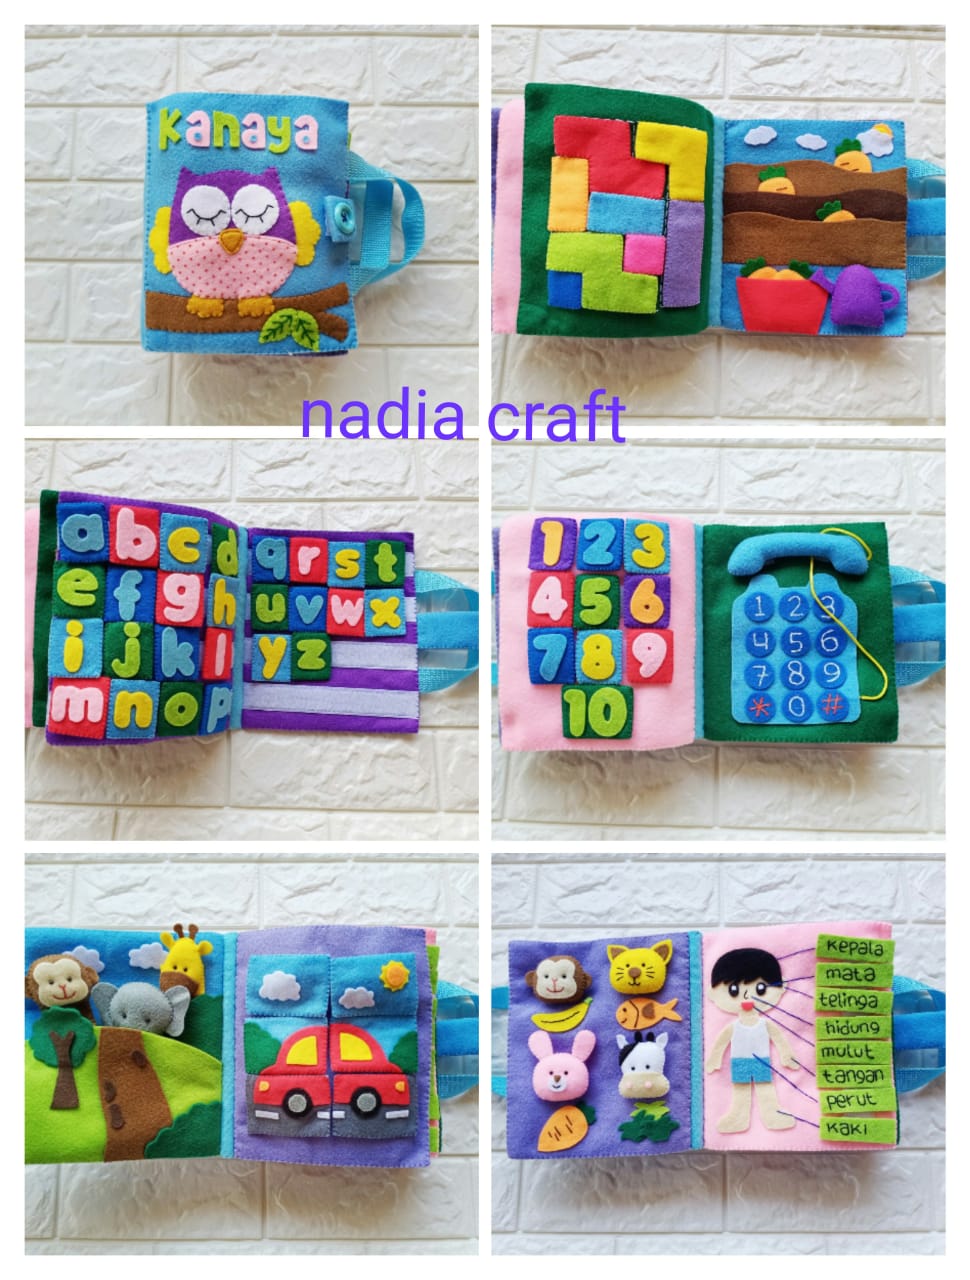 Kanaya
nadia craft
a b c d
e f g h
i j k l
m n o p
q r s t
u v w x
y z
1 2 3
4 5 6
7 8 9
10
1 2 3
4 5 6
7 8 9
* 0 #
kepala
mata
telinga
hidung
mulut
tangan
perut
kaki